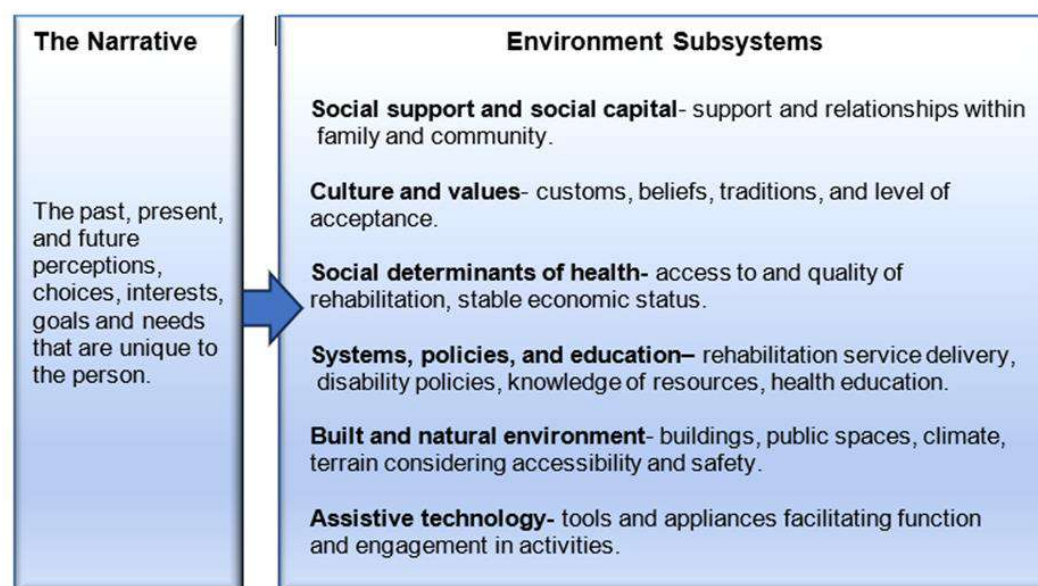 The Narrative
The past, present,
and future
perceptions,
choices, interests,
goals and needs
that are unique to
the person.
Environment Subsystems
Social support and social capital- support and relationships within
family and community.
Culture and values- customs, beliefs, traditions, and level of
acceptance.
Social determinants of health- access to and quality of
rehabilitation, stable economic status.
Systems, policies, and education– rehabilitation service delivery,
disability policies, knowledge of resources, health education.
Built and natural environment- buildings, public spaces, climate,
terrain considering accessibility and safety.
Assistive technology- tools and appliances facilitating function
and engagement in activities.